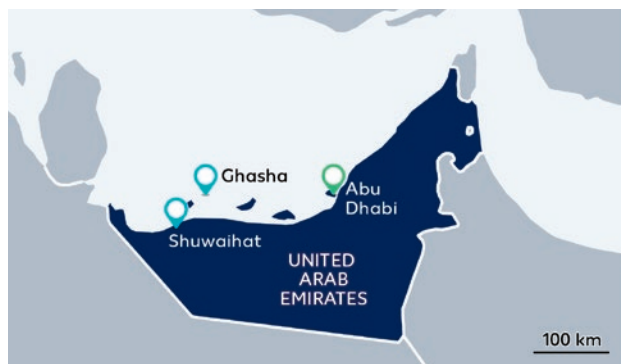 Ghasha
Abu
Dhabi
Shuwaihat
UNITED
ARAB
EMIRATES
100 km